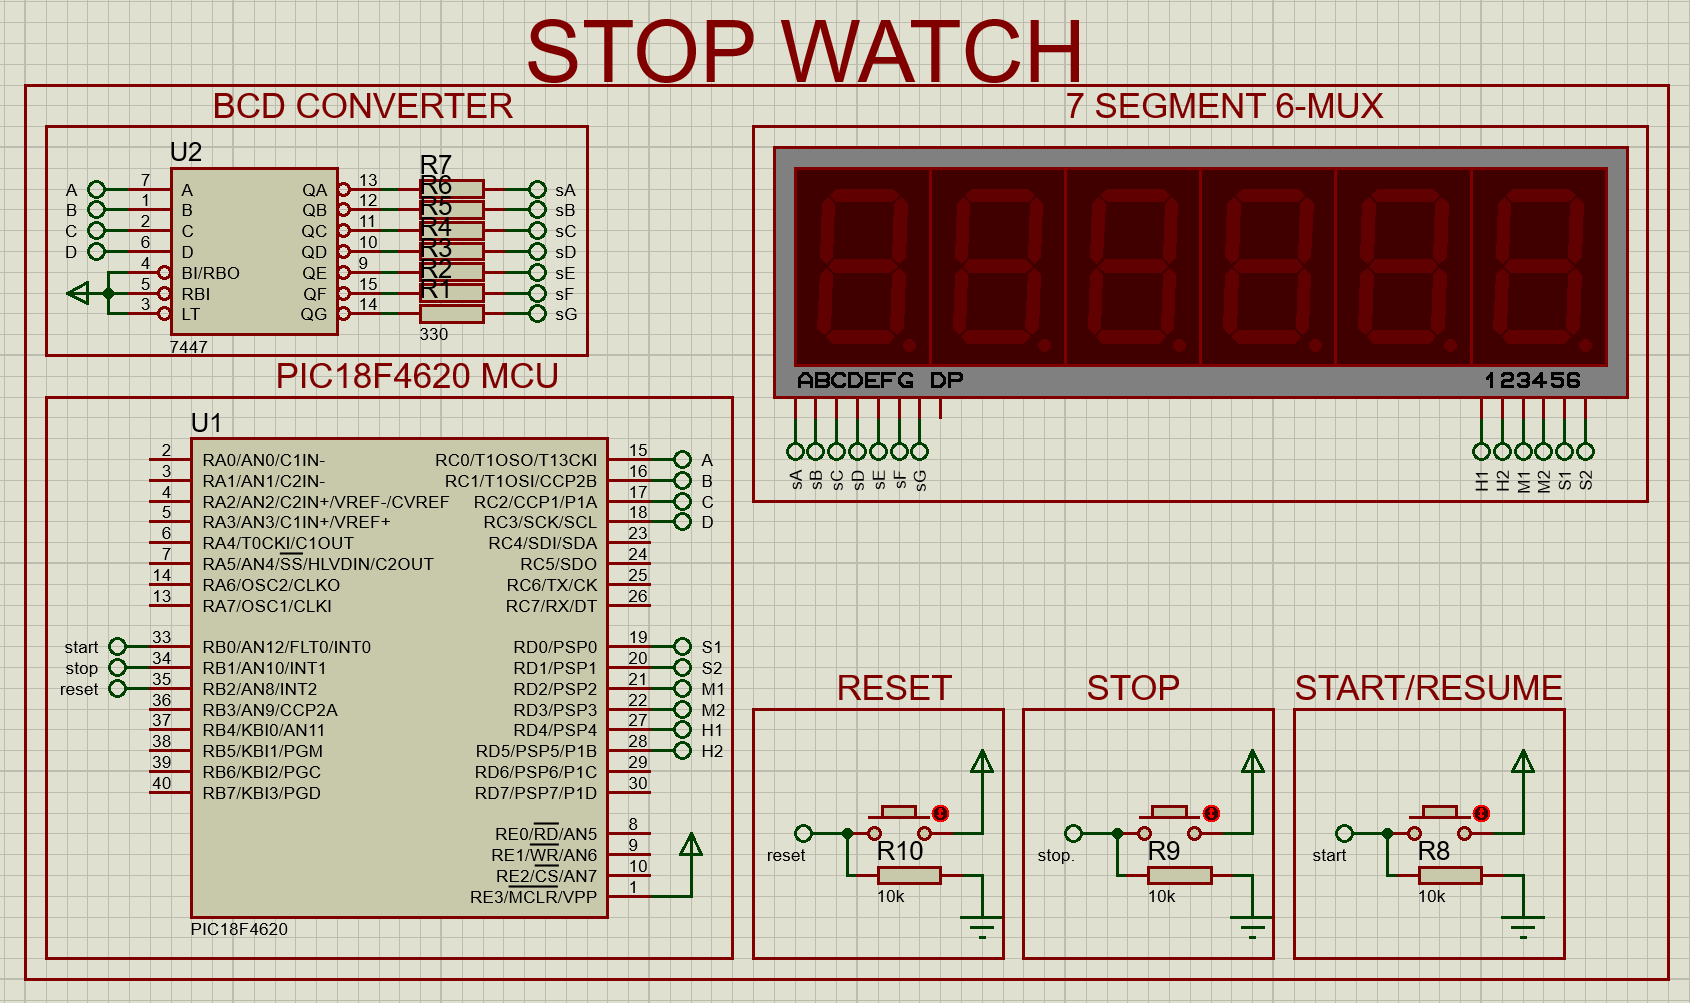 STOP WATCH
BCD CONVERTER
U2
A 7 A QA 13 R7 sA
B 1 B QB 12 R6 sB
C 2 C QC 11 R5 sC
D 6 D QD 10 R4 sD
4 BI/RBO QE 9 R3 sE
5 RBI QF 15 R2 sF
3 LT QG 14 R1 sG
7447
330
7 SEGMENT 6-MUX
ABCDEFG DP 123456
sA sB sC sD sE sF sG H1 H2 M1 M2 S1 S2
PIC18F4620 MCU
U1
2 RA0/AN0/C1IN- RC0/T1OSO/T13CKI 15 A
3 RA1/AN1/C2IN- RC1/T1OSI/CCP2B 16 B
4 RA2/AN2/C2IN+/VREF-/CVREF RC2/CCP1/P1A 17 C
5 RA3/AN3/C1IN+/VREF+ RC3/SCK/SCL 18 D
6 RA4/T0CKI/C1OUT RC4/SDI/SDA 23
7 RA5/AN4/SS/HLVDIN/C2OUT RC5/SDO 24
14 RA6/OSC2/CLKO RC6/TX/CK 25
13 RA7/OSC1/CLKI RC7/RX/DT 26
start 33 RB0/AN12/FLT0/INT0 RD0/PSP0 19 S1
stop 34 RB1/AN10/INT1 RD1/PSP1 20 S2
reset 35 RB2/AN8/INT2 RD2/PSP2 21 M1
36 RB3/AN9/CCP2A RD3/PSP3 22 M2
37 RB4/KBI0/AN11 RD4/PSP4 27 H1
38 RB5/KBI1/PGM RD5/PSP5/P1B 28 H2
39 RB6/KBI2/PGC RD6/PSP6/P1C 29
40 RB7/KBI3/PGD RD7/PSP7/P1D 30
RE0/RD/AN5 8
RE1/WR/AN6 9
RE2/CS/AN7 10
RE3/MCLR/VPP 1
PIC18F4620
RESET
reset
R10
10k
STOP
stop.
R9
10k
START/RESUME
start
R8
10k